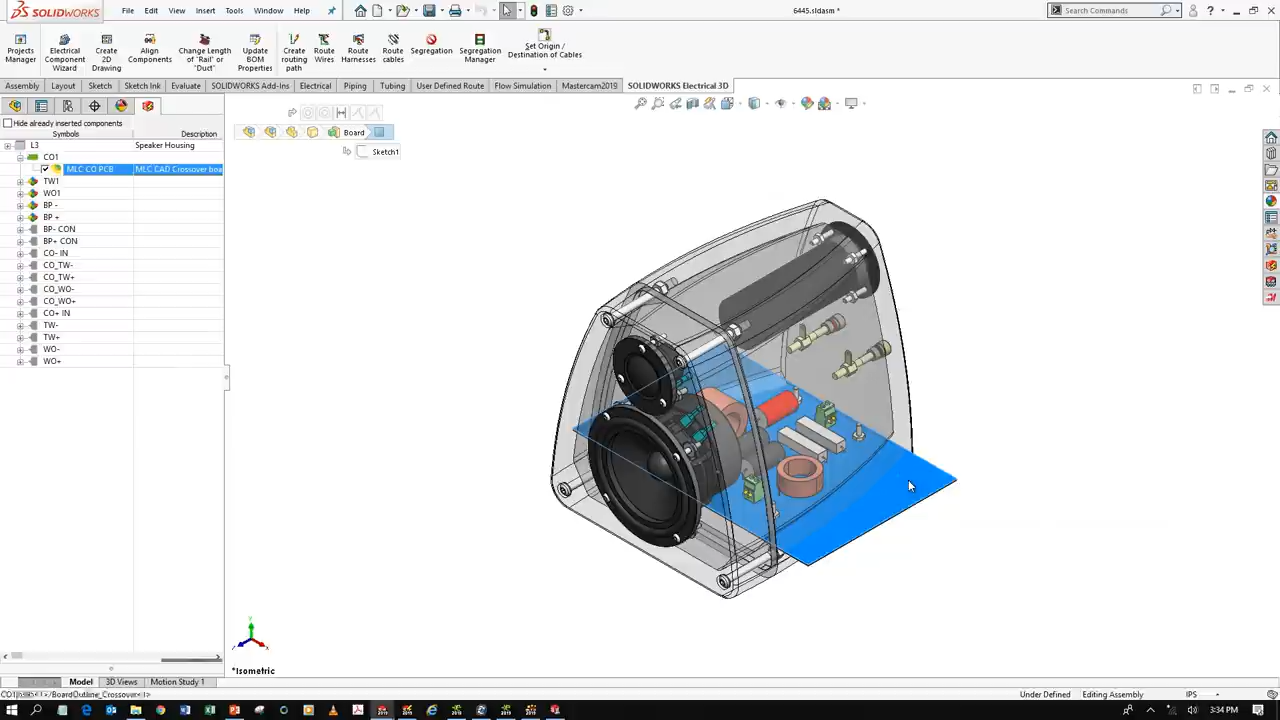 SOLIDWORKS
File Edit View Insert Tools Window Help
6445.sldasm *
Search Commands
Projects Manager
Electrical Component Wizard
Create 2D Drawing
Align Components
Change Length of "Rail" or "Duct"
Update BOM Properties
Create routing path
Route Wires
Route Harnesses
Route cables
Segregation
Segregation Manager
Set Origin / Destination of Cables
Assembly Layout Sketch Sketch Ink Evaluate SOLIDWORKS Add-Ins Electrical Piping Tubing User Defined Route Flow Simulation Mastercam2019 SOLIDWORKS Electrical 3D
Hide already inserted components
Symbols Description
L3 Speaker Housing
CO1
MLC CO PCB MLC CAD Crossover boa
TW1
WO1
BP -
BP +
BP- CON
BP+ CON
CO- IN
CO_TW-
CO_TW+
CO_WO-
CO_WO+
CO+ IN
TW-
TW+
WO-
WO+
Board
Sketch1
*Isometric
Model 3D Views Motion Study 1
Under Defined Editing Assembly IPS
3:34 PM